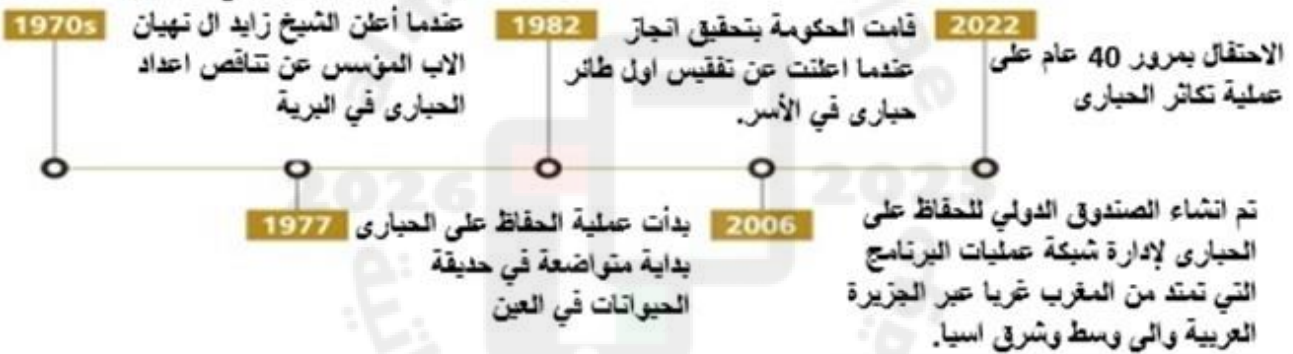 1970s
عندما أعلن الشيخ زايد ال نهيان
الاب المؤسس عن تناقص اعداد
الحبارى في البرية
1977
بدأت عملية الحفاظ على الحبارى
بداية متواضعة في حديقة
الحيوانات في العين
1982
قامت الحكومة بتحقيق انجاز
عندما اعلنت عن تفقيس اول طائر
حبارى في الأسر.
2006
تم انشاء الصندوق الدولي للحفاظ على
الحبارى لإدارة شبكة عمليات البرنامج
التي تمتد من المغرب غربا عبر الجزيرة
العربية والى وسط وشرق اسيا.
2022
الاحتفال بمرور 40 عام على
عملية تكاثر الحبارى
2026
2025